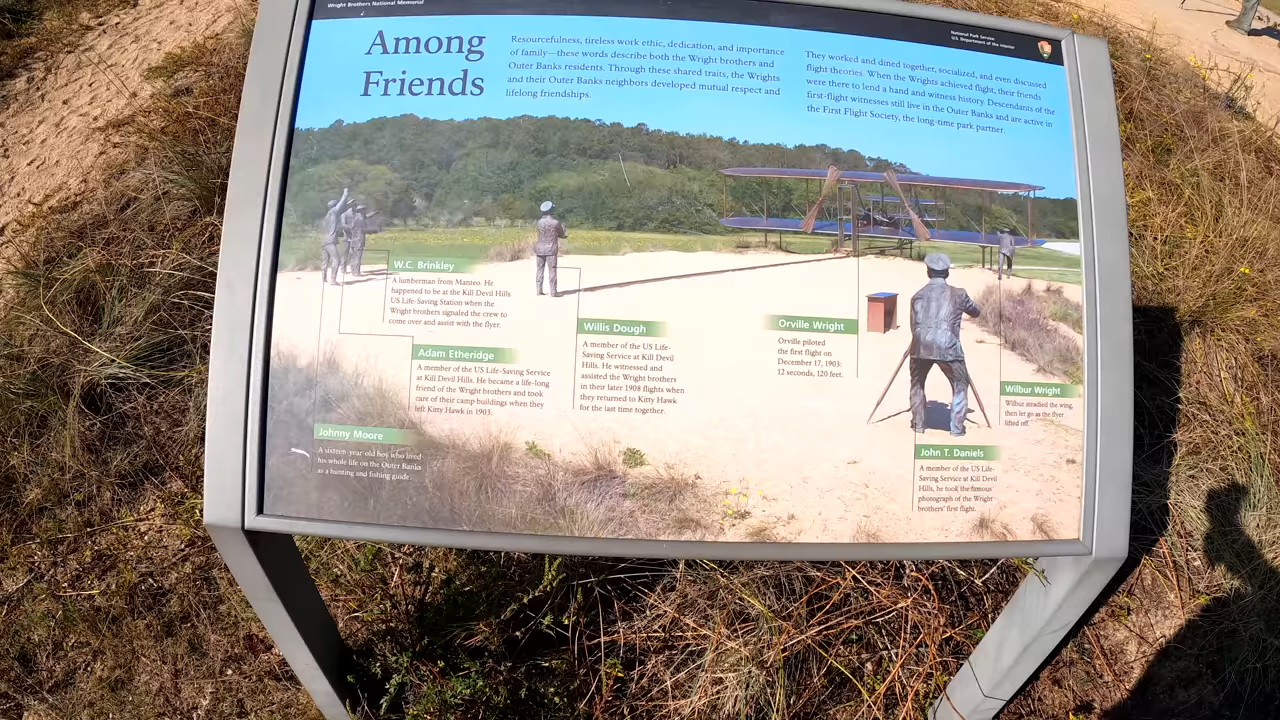 Wright Brothers National Memorial
National Park Service
U.S. Department of the Interior
Among
Friends
Resourcefulness, tireless work ethic, dedication, and importance
of family—these words describe both the Wright brothers and
Outer Banks residents. Through these shared traits, the Wrights
and their Outer Banks neighbors developed mutual respect and
lifelong friendships.
They worked and dined together, socialized, and even discussed
flight theories. When the Wrights achieved flight, their friends
were there to lend a hand and witness history. Descendants of the
first-flight witnesses still live in the Outer Banks and are active in
the First Flight Society, the long-time park partner.
W.C. Brinkley
A lumberman from Manteo. He
happened to be at the Kill Devil Hills
US Life-Saving Station when the
Wright brothers signaled the crew to
come over and assist with the flyer.
Adam Etheridge
A member of the US Life-Saving Service
at Kill Devil Hills. He became a life-long
friend of the Wright brothers and took
care of their camp buildings when they
left Kitty Hawk in 1903.
Johnny Moore
A sixteen-year-old boy who lived
his whole life on the Outer Banks
as a hunting and fishing guide.
Willis Dough
A member of the US Life-
Saving Service at Kill Devil
Hills. He witnessed and
assisted the Wright brothers
in their later 1908 flights when
they returned to Kitty Hawk
for the last time together.
Orville Wright
Orville piloted
the first flight on
December 17, 1903:
12 seconds, 120 feet.
Wilbur Wright
Wilbur steadied the wing,
then let go as the flyer
lifted off.
John T. Daniels
A member of the US Life-
Saving Service at Kill Devil
Hills, he took the famous
photograph of the Wright
brothers' first flight.